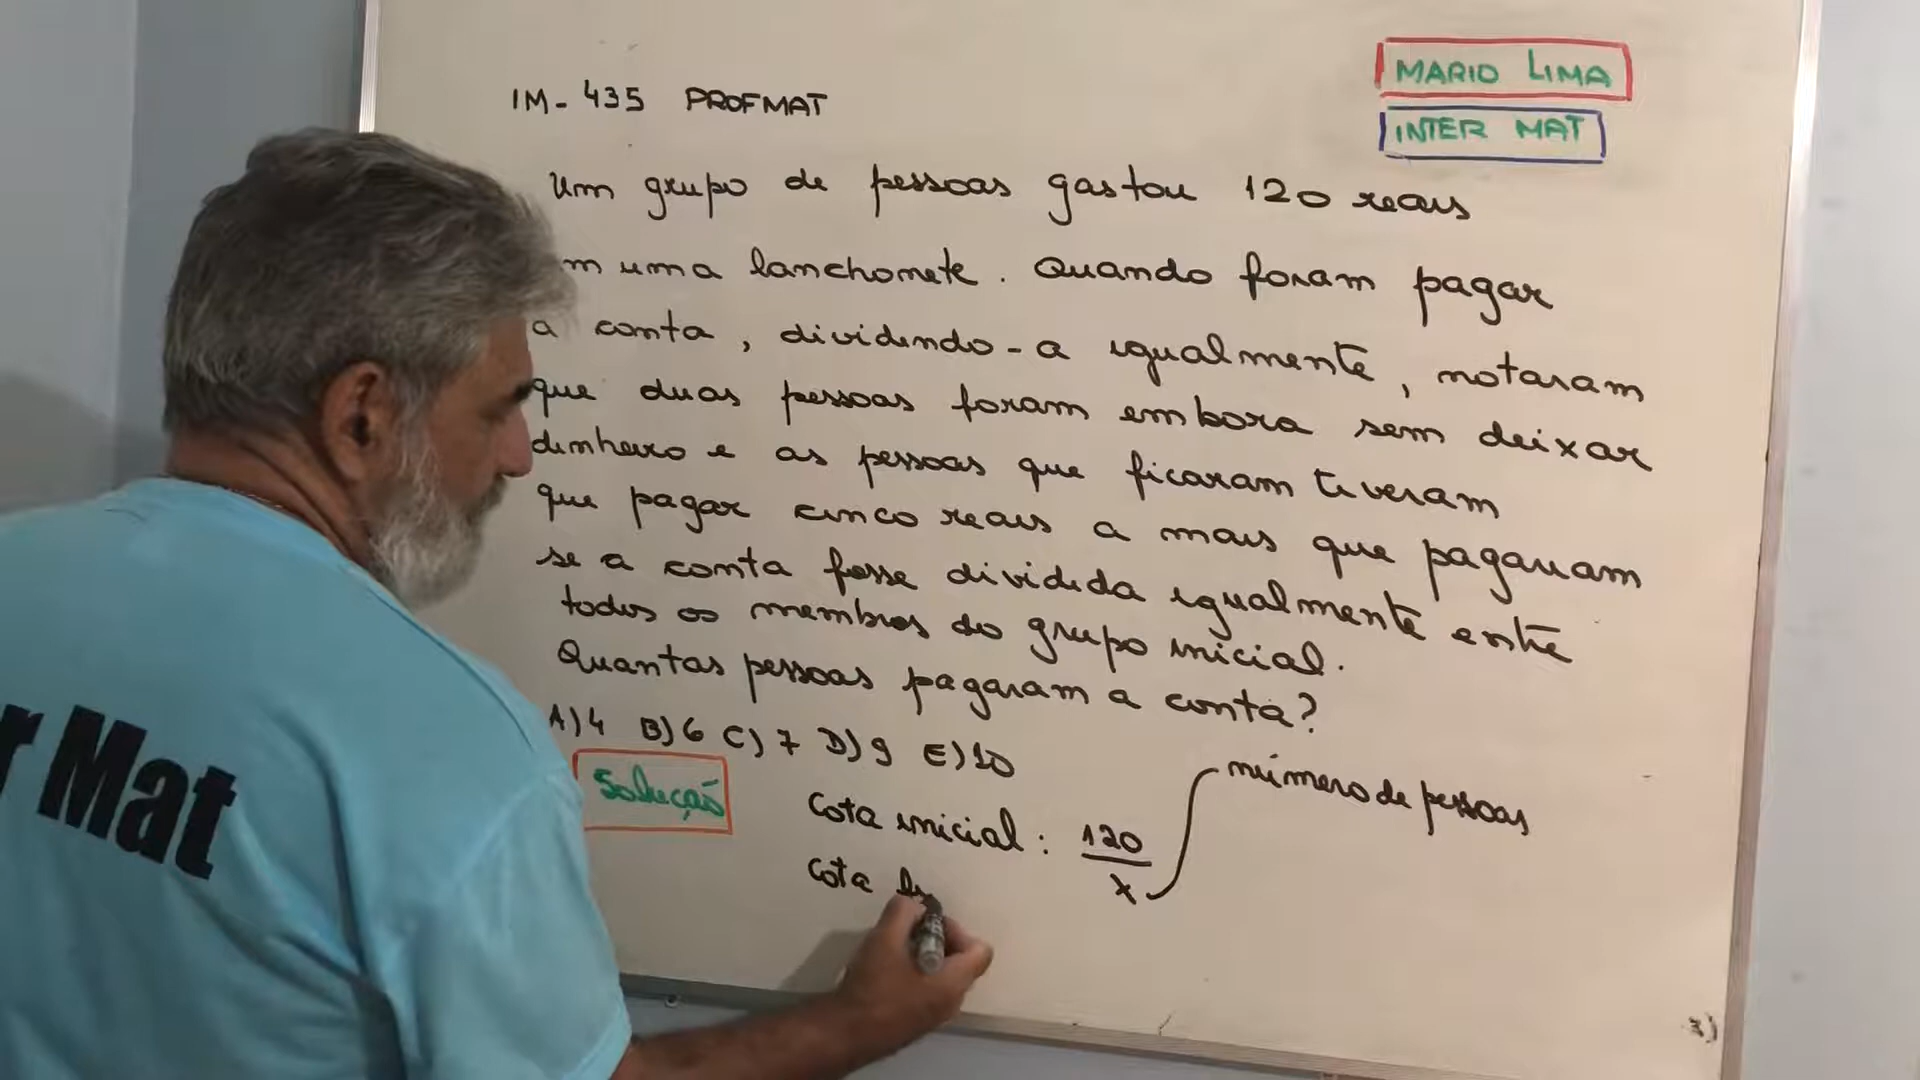 MARIO LIMA
INTER MAT
IM- 435 PROFMAT
Um grupo de pessoas gastou 120 reais
m uma lanchonete. Quando foram pagar
a conta, dividindo-a igualmente, notaram
que duas pessoas foram embora sem deixar
dinheiro e as pessoas que ficaram tiveram
que pagar cinco reais a mais que pagariam
se a conta fosse dividida igualmente entre
todos os membros do grupo inicial.
Quantas pessoas pagaram a conta?
A) 4 B) 6 C) 7 D) 9 E) 10
Solução
Cota inicial: 120/x número de pessoas
Cota
r Mat